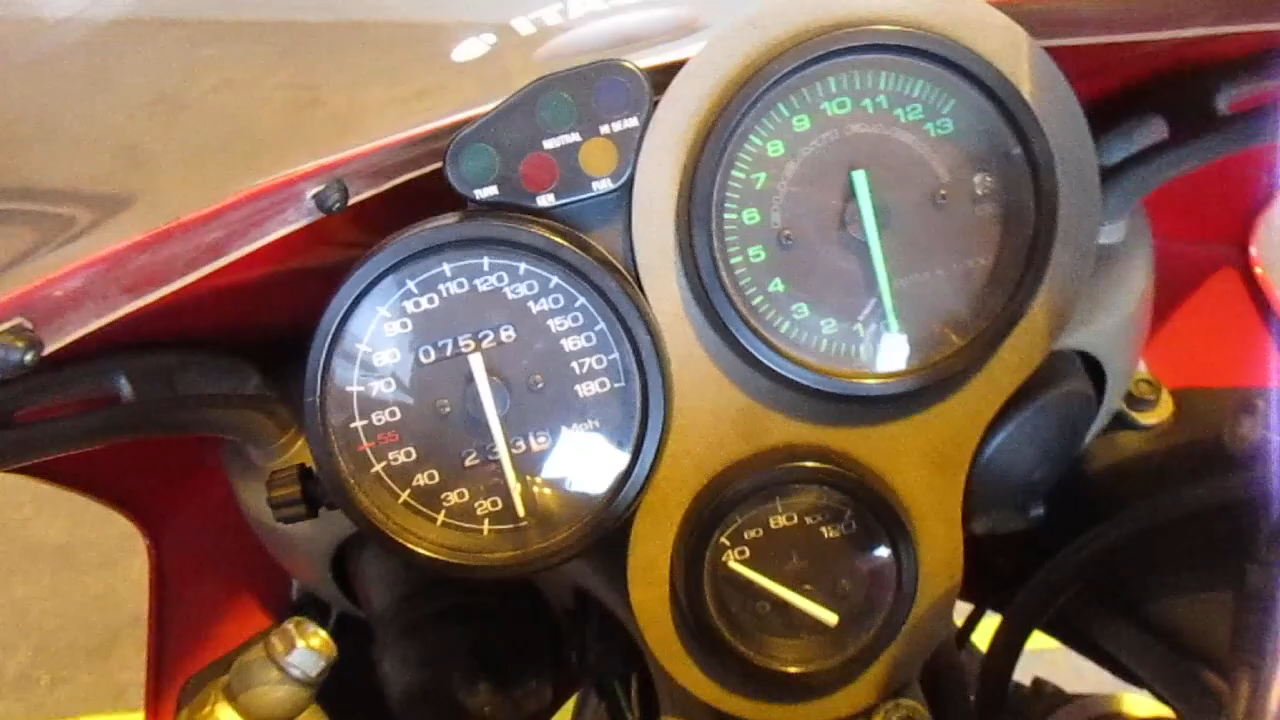 NEUTRAL
HI BEAM
TURN
GEN
FUEL
1 2 3 4 5 6 7 8 9 10 11 12 13
20 30 40 50 55 60 70 80 90 100 110 120 130 140 150 160 170 180
07528
Mph
40 60 80 100 120